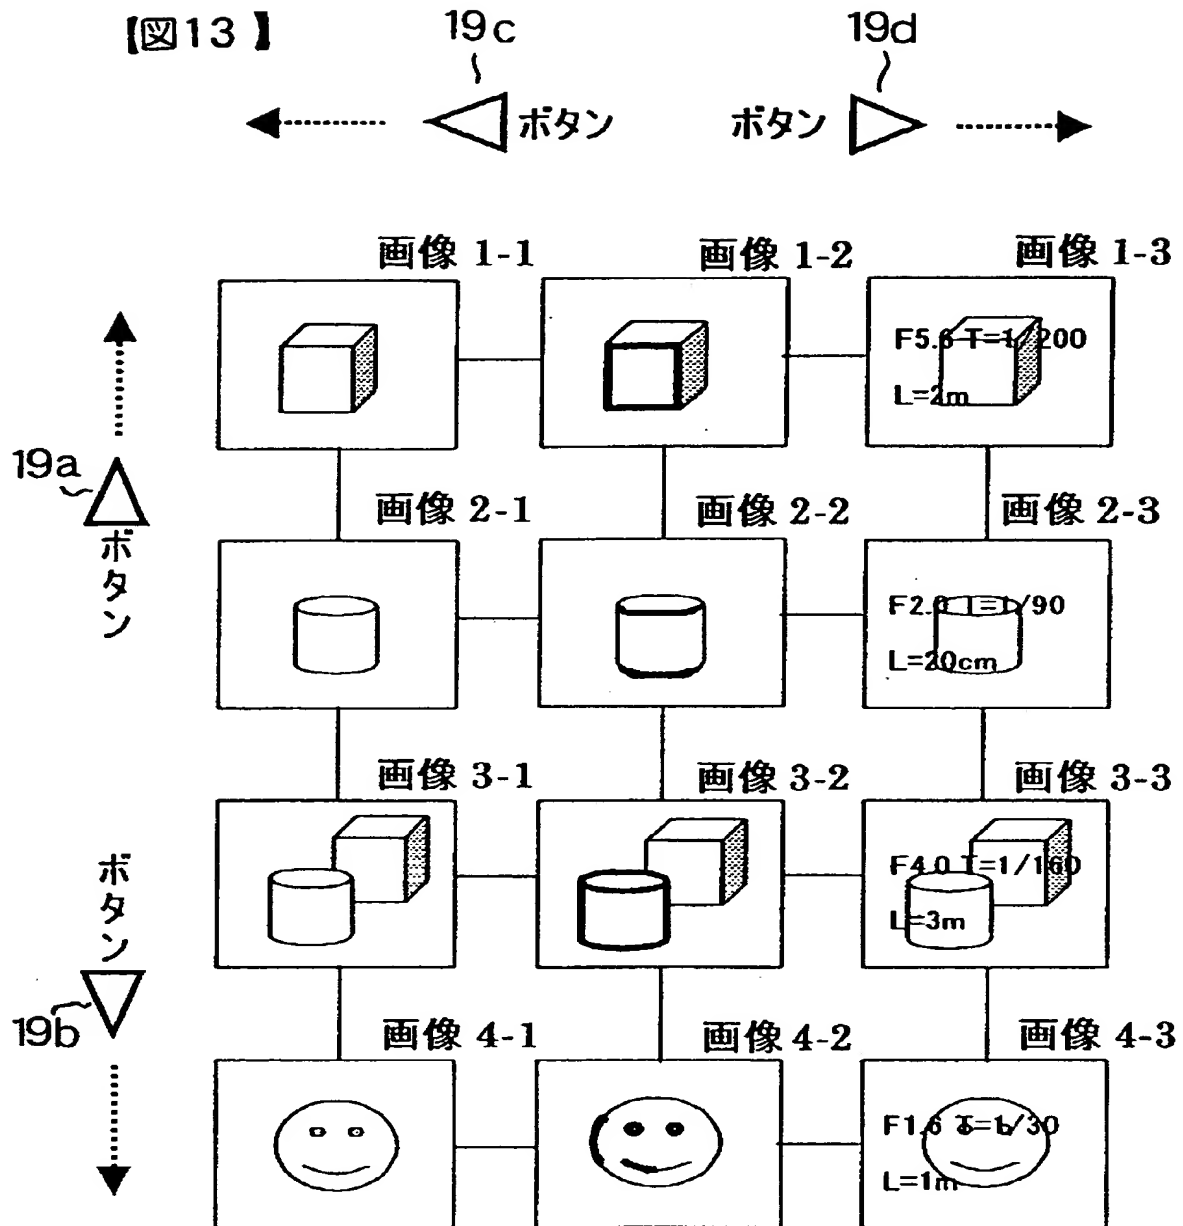 【図13】
19c
19d
ボタン
ボタン
画像 1-1
画像 1-2
画像 1-3
F5.6 T=1/200
L=2m
19a
ボタン
画像 2-1
画像 2-2
画像 2-3
F2.0 T=1/90
L=20cm
画像 3-1
画像 3-2
画像 3-3
F4.0 T=1/160
L=3m
ボタン
19b
画像 4-1
画像 4-2
画像 4-3
F1.6 T=1/30
L=1m